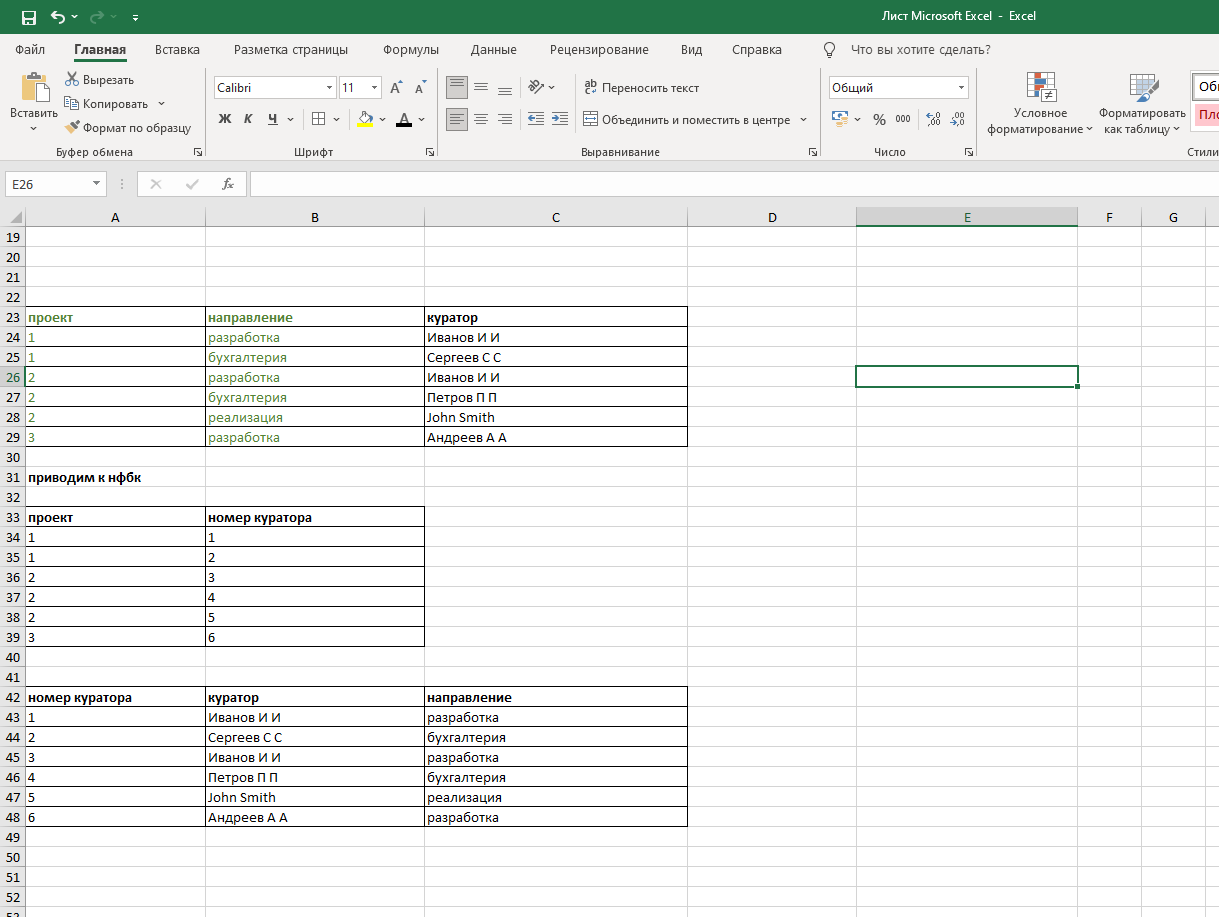 Лист Microsoft Excel - Excel
Файл Главная Вставка Разметка страницы Формулы Данные Рецензирование Вид Справка Что вы хотите сделать?
Вставить
Вырезать
Копировать
Формат по образцу
Буфер обмена
Calibri 11
Ж К Ч А
Шрифт
Переносить текст
Объединить и поместить в центре
Выравнивание
Общий
% 000
Число
Условное форматирование
Форматировать как таблицу
Стили
E26
fx
A B C D E F G
19
20
21
22
23 проект направление куратор
24 1 разработка Иванов И И
25 1 бухгалтерия Сергеев С С
26 2 разработка Иванов И И
27 2 бухгалтерия Петров П П
28 2 реализация John Smith
29 3 разработка Андреев А А
30
31 приводим к нфбк
32
33 проект номер куратора
34 1 1
35 1 2
36 2 3
37 2 4
38 2 5
39 3 6
40
41
42 номер куратора куратор направление
43 1 Иванов И И разработка
44 2 Сергеев С С бухгалтерия
45 3 Иванов И И разработка
46 4 Петров П П бухгалтерия
47 5 John Smith реализация
48 6 Андреев А А разработка
49
50
51
52